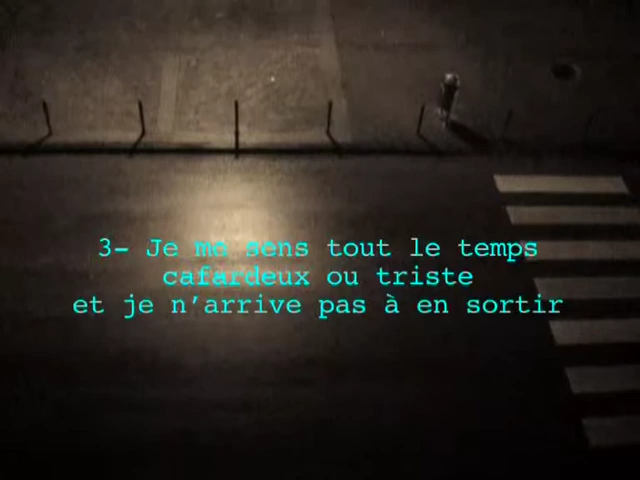 3- Je me sens tout le temps
cafardeux ou triste
et je n'arrive pas à en sortir